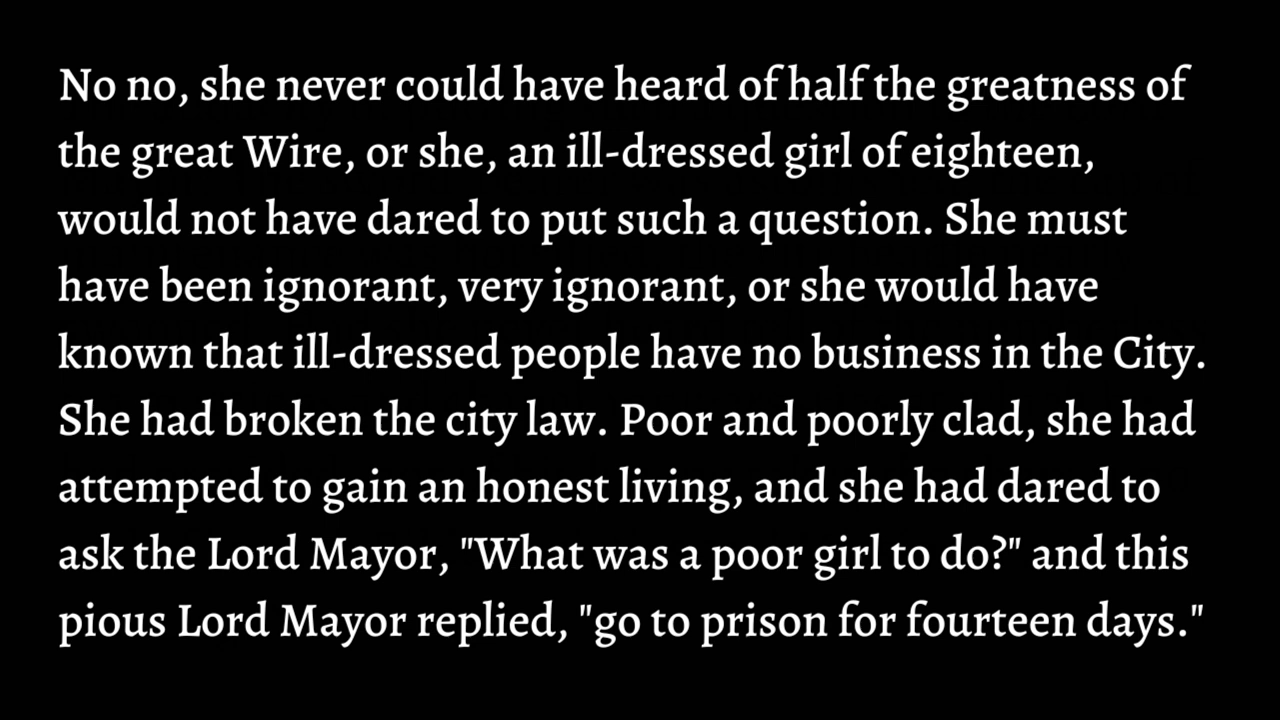 No no, she never could have heard of half the greatness of
the great Wire, or she, an ill-dressed girl of eighteen,
would not have dared to put such a question. She must
have been ignorant, very ignorant, or she would have
known that ill-dressed people have no business in the City.
She had broken the city law. Poor and poorly clad, she had
attempted to gain an honest living, and she had dared to
ask the Lord Mayor, "What was a poor girl to do?" and this
pious Lord Mayor replied, "go to prison for fourteen days."